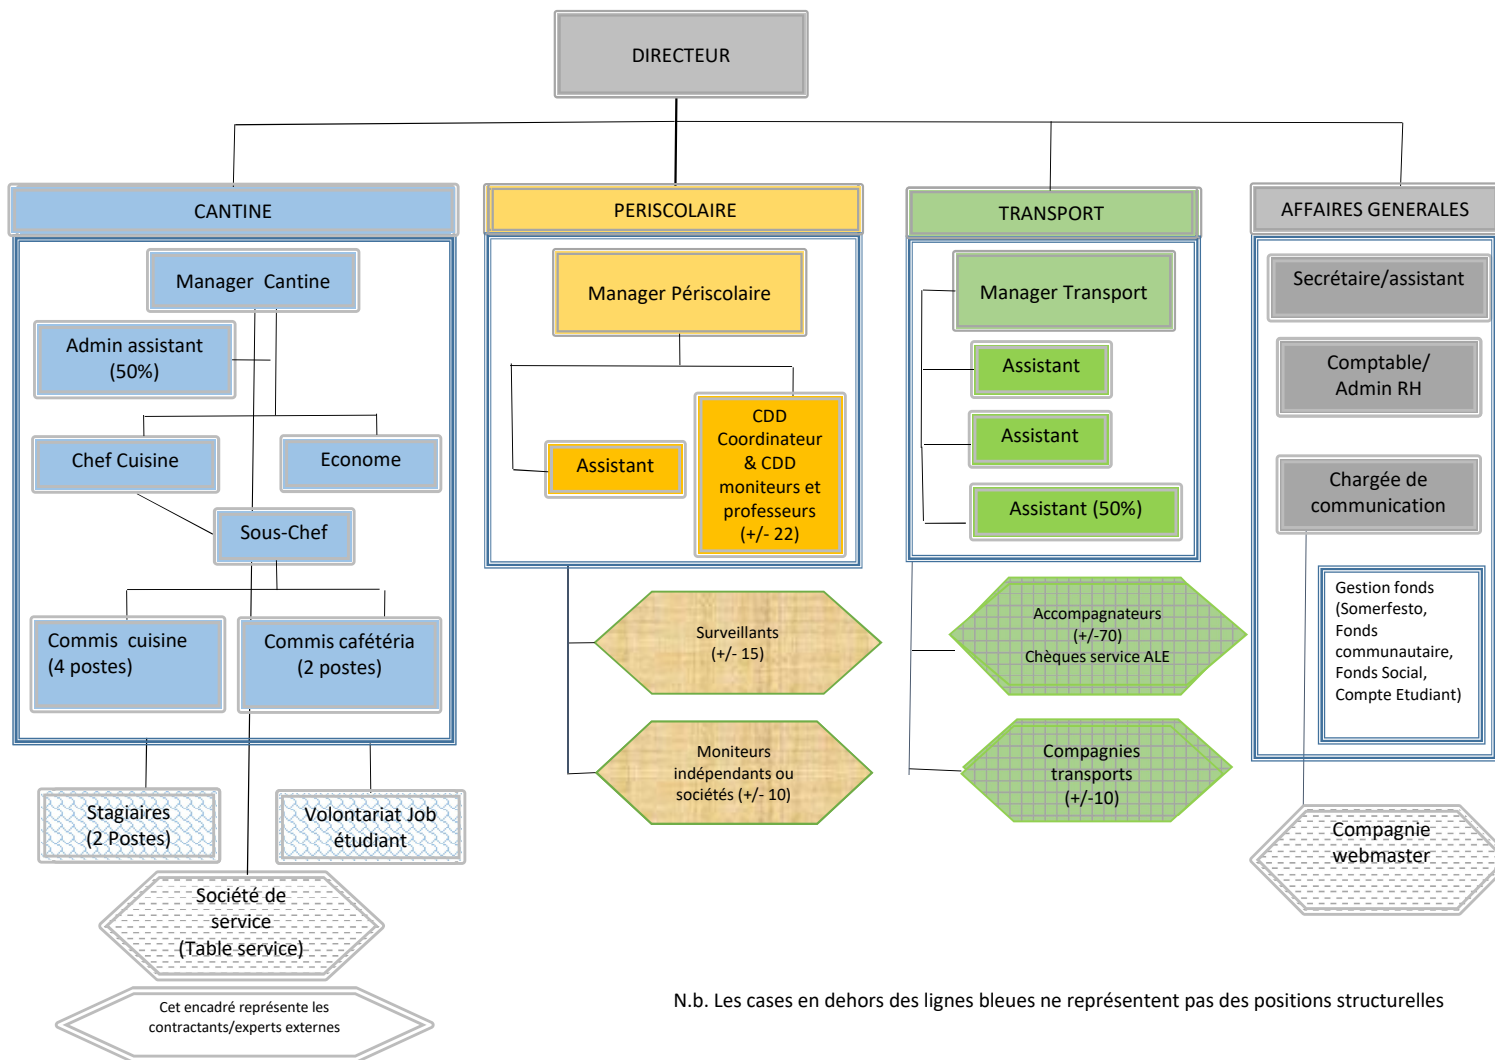 DIRECTEUR
CANTINE
Manager  Cantine
Admin assistant
(50%)
Chef Cuisine
Econome
Sous-Chef
Commis  cuisine
(4 postes)
Commis cafétéria
(2 postes)
Stagiaires
(2 Postes)
Volontariat Job
étudiant
Société de
service
(Table service)
Cet encadré représente les
contractants/experts externes
PERISCOLAIRE
Manager Périscolaire
Assistant
CDD
Coordinateur
& CDD
moniteurs et
professeurs
(+/- 22)
Surveillants
(+/- 15)
Moniteurs
indépendants ou
sociétés (+/- 10)
TRANSPORT
Manager Transport
Assistant
Assistant
Assistant (50%)
Accompagnateurs
(+/-70)
Chèques service ALE
Compagnies
transports
(+/-10)
AFFAIRES GENERALES
Secrétaire/assistant
Comptable/
Admin RH
Chargée de
communication
Gestion fonds
(Somerfesto,
Fonds
communautaire,
Fonds Social,
Compte Etudiant)
Compagnie
webmaster
N.b. Les cases en dehors des lignes bleues ne représentent pas des positions structurelles